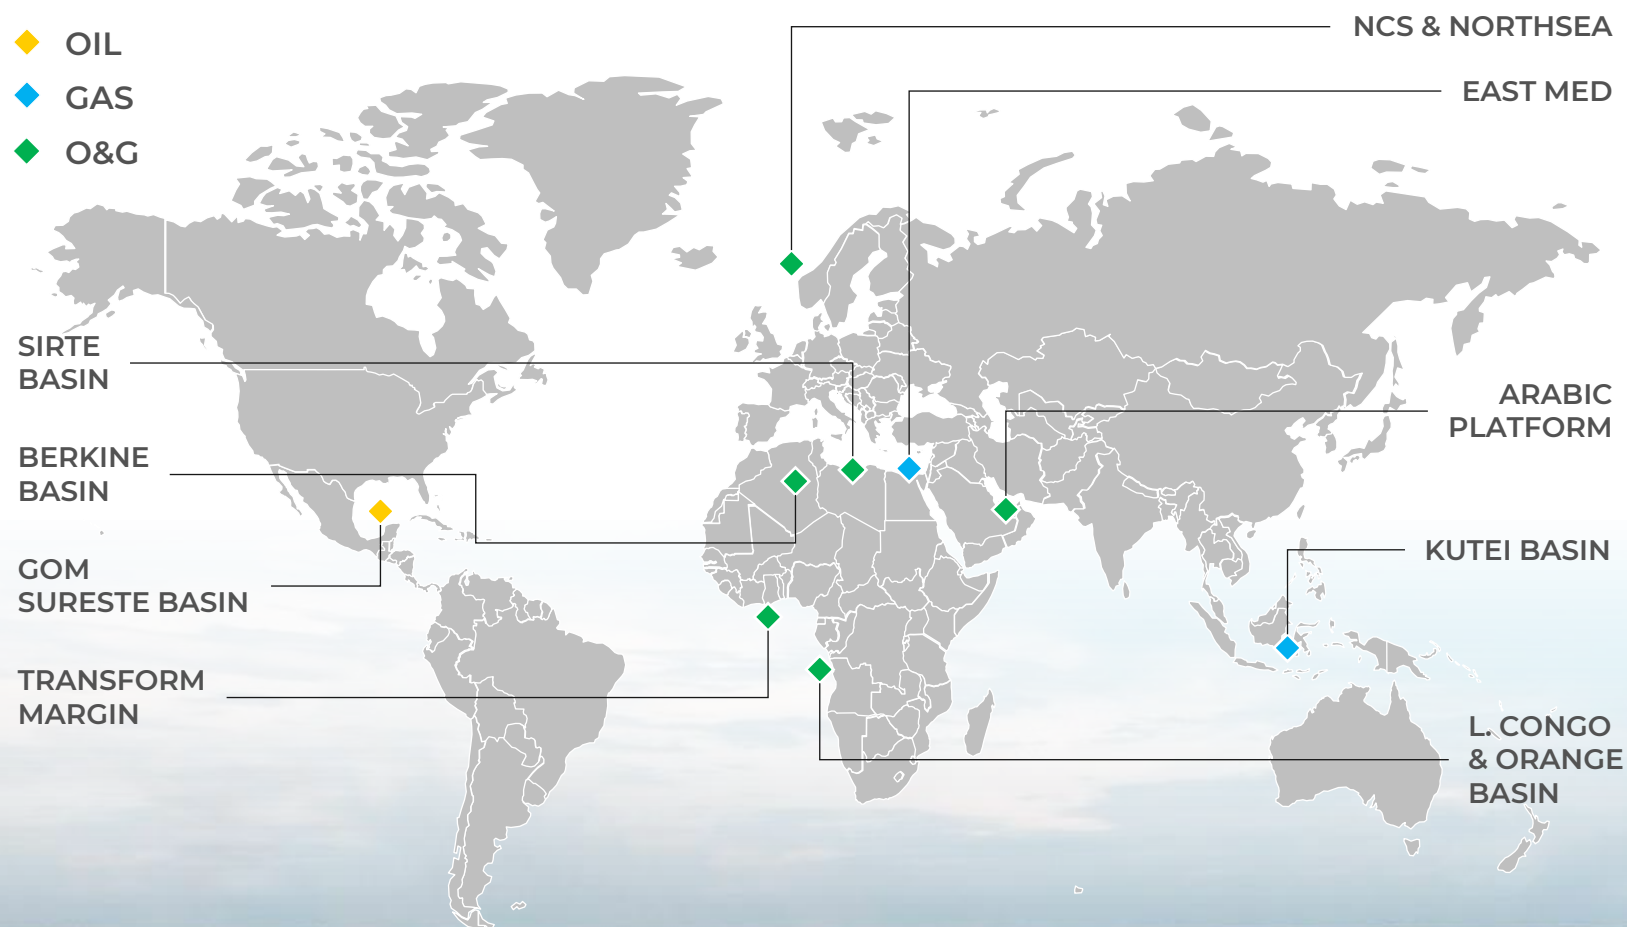 OIL
GAS
O&G
NCS & NORTHSEA
EAST MED
SIRTE
BASIN
ARABIC
PLATFORM
BERKINE
BASIN
KUTEI BASIN
GOM
SURESTE BASIN
TRANSFORM
MARGIN
L. CONGO
& ORANGE
BASIN